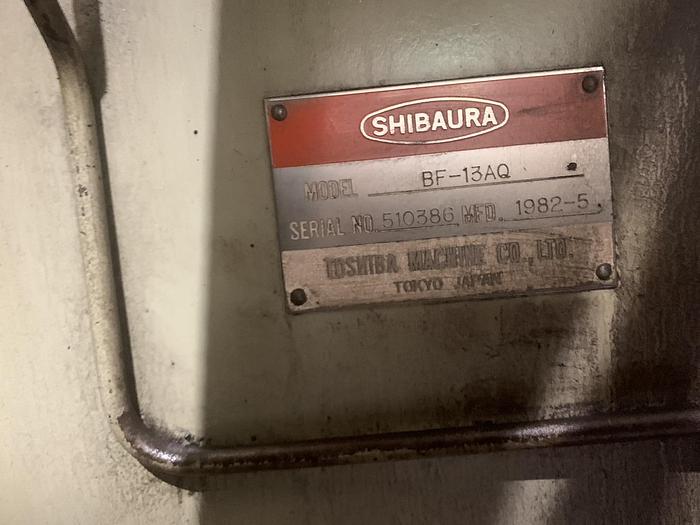 SHIBAURA
MODEL BF-13AQ
SERIAL NO. 510386 MFD. 1982-5
TOSHIBA MACHINE CO., LTD.
TOKYO JAPAN